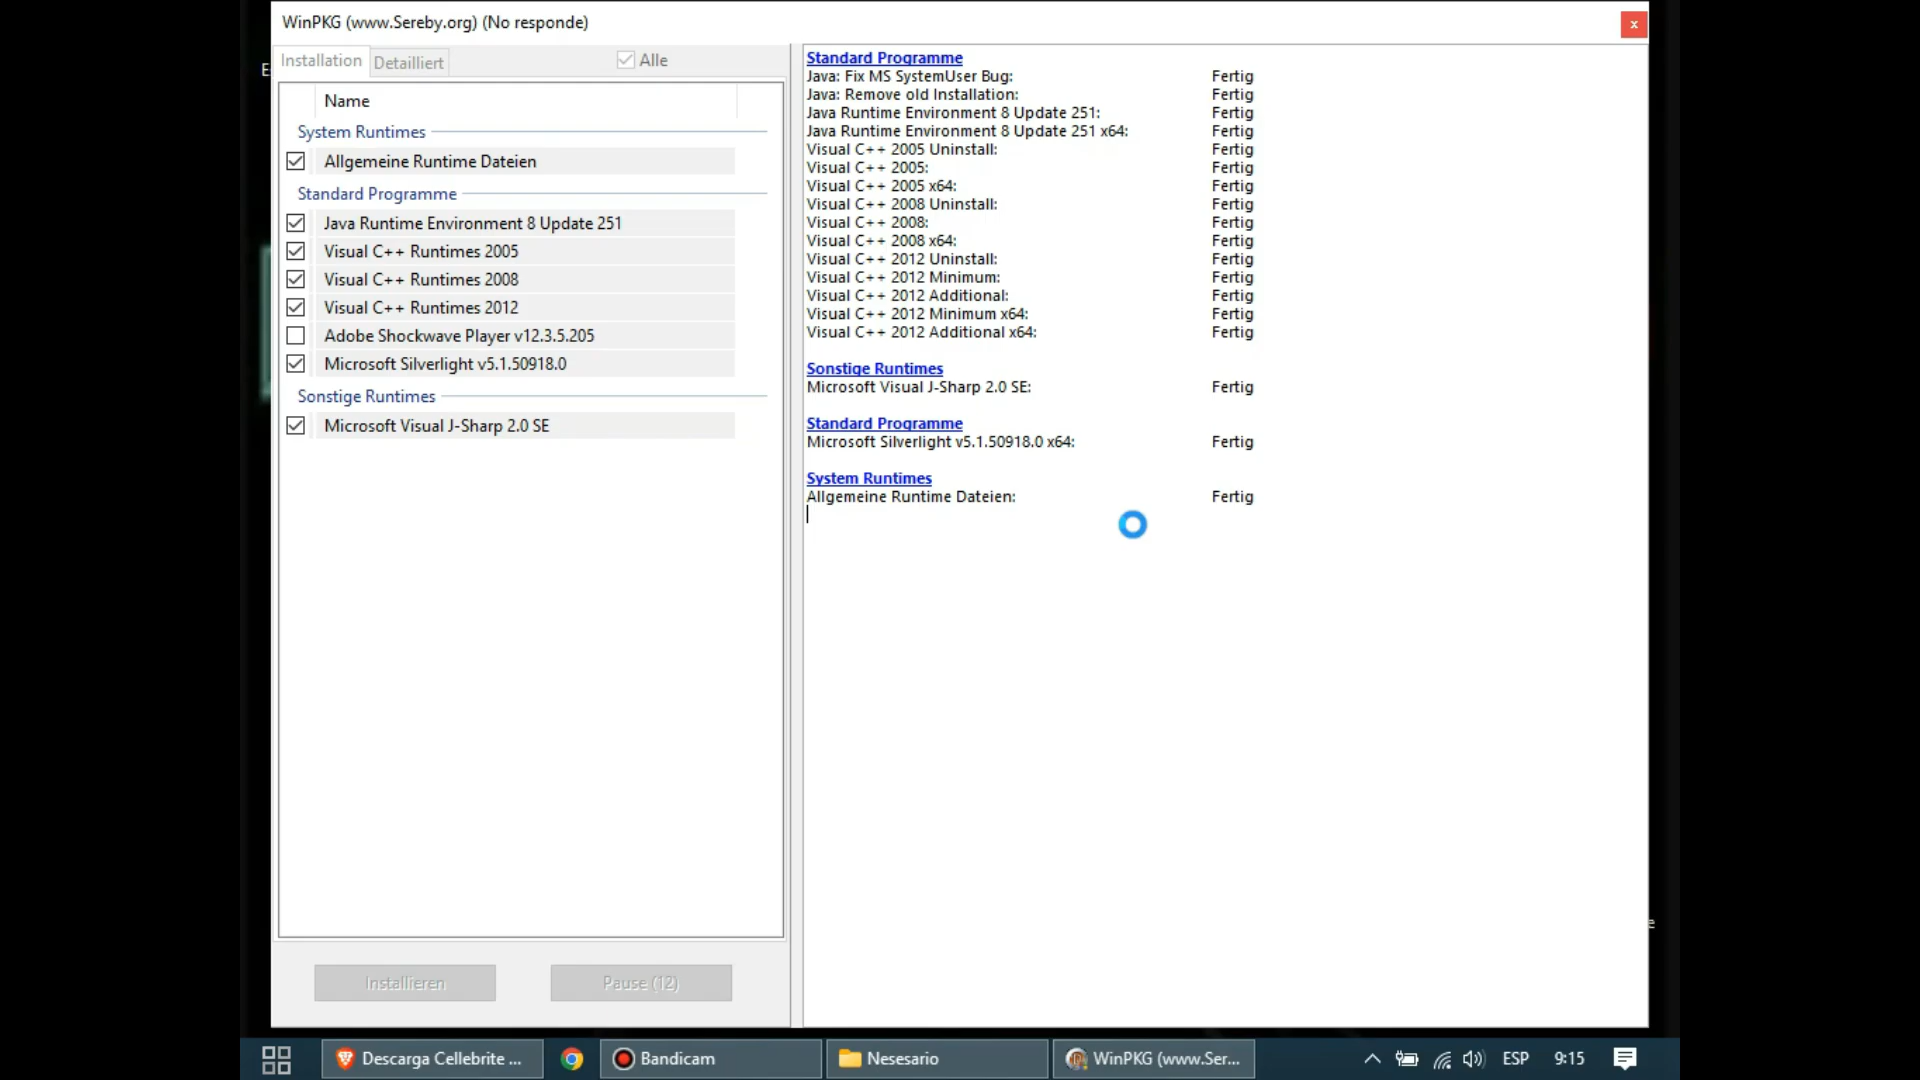 WinPKG (www.Sereby.org) (No responde)
x
Installation
Detailliert
Alle
Name
System Runtimes
Allgemeine Runtime Dateien
Standard Programme
Java Runtime Environment 8 Update 251
Visual C++ Runtimes 2005
Visual C++ Runtimes 2008
Visual C++ Runtimes 2012
Adobe Shockwave Player v12.3.5.205
Microsoft Silverlight v5.1.50918.0
Sonstige Runtimes
Microsoft Visual J-Sharp 2.0 SE
Installieren
Pause (12)
Standard Programme
Java: Fix MS SystemUser Bug: Fertig
Java: Remove old Installation: Fertig
Java Runtime Environment 8 Update 251: Fertig
Java Runtime Environment 8 Update 251 x64: Fertig
Visual C++ 2005 Uninstall: Fertig
Visual C++ 2005: Fertig
Visual C++ 2005 x64: Fertig
Visual C++ 2008 Uninstall: Fertig
Visual C++ 2008: Fertig
Visual C++ 2008 x64: Fertig
Visual C++ 2012 Uninstall: Fertig
Visual C++ 2012 Minimum: Fertig
Visual C++ 2012 Additional: Fertig
Visual C++ 2012 Minimum x64: Fertig
Visual C++ 2012 Additional x64: Fertig
Sonstige Runtimes
Microsoft Visual J-Sharp 2.0 SE: Fertig
Standard Programme
Microsoft Silverlight v5.1.50918.0 x64: Fertig
System Runtimes
Allgemeine Runtime Dateien: Fertig
Descarga Cellebrite ...
Bandicam
Nesesario
WinPKG (www.Ser...
ESP
9:15